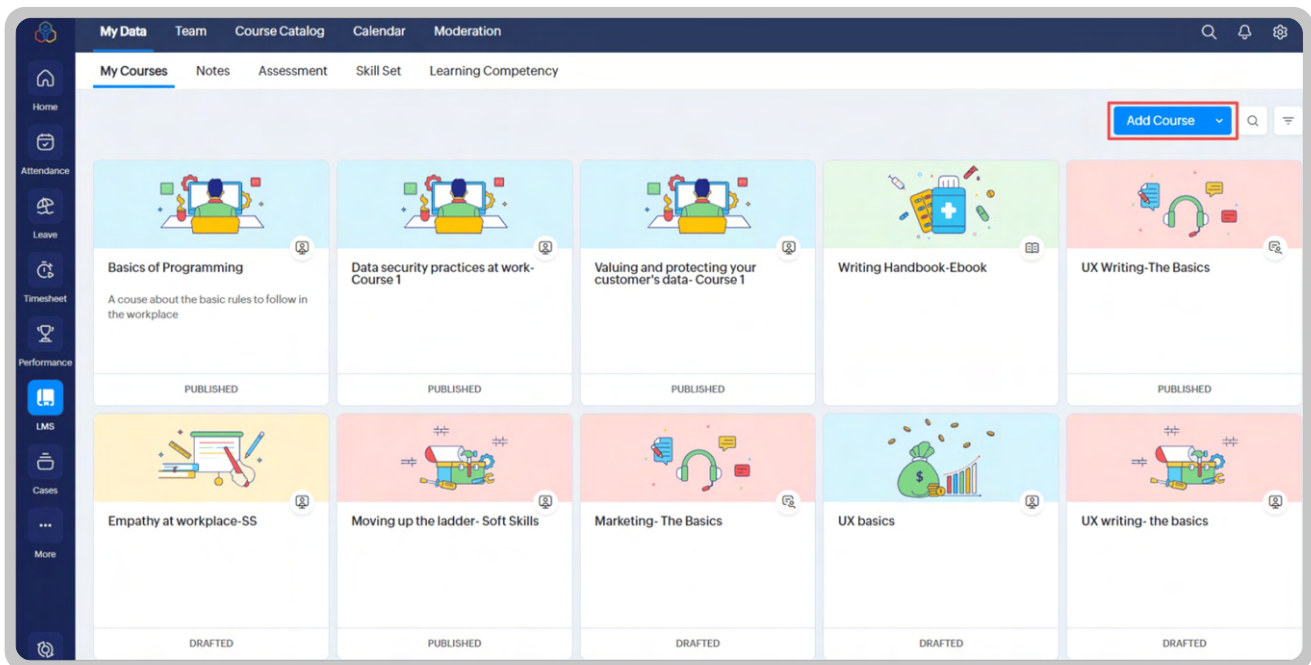 My Data Team Course Catalog Calendar Moderation
My Courses Notes Assessment Skill Set Learning Competency
Home
Attendance
Leave
Timesheet
Performance
LMS
Cases
More
Add Course
Basics of Programming
A couse about the basic rules to follow in
the workplace
PUBLISHED
Data security practices at work-
Course 1
PUBLISHED
Valuing and protecting your
customer's data- Course 1
PUBLISHED
Writing Handbook-Ebook
UX Writing-The Basics
PUBLISHED
Empathy at workplace-SS
DRAFTED
Moving up the ladder- Soft Skills
PUBLISHED
Marketing- The Basics
DRAFTED
$
UX basics
DRAFTED
UX writing- the basics
DRAFTED